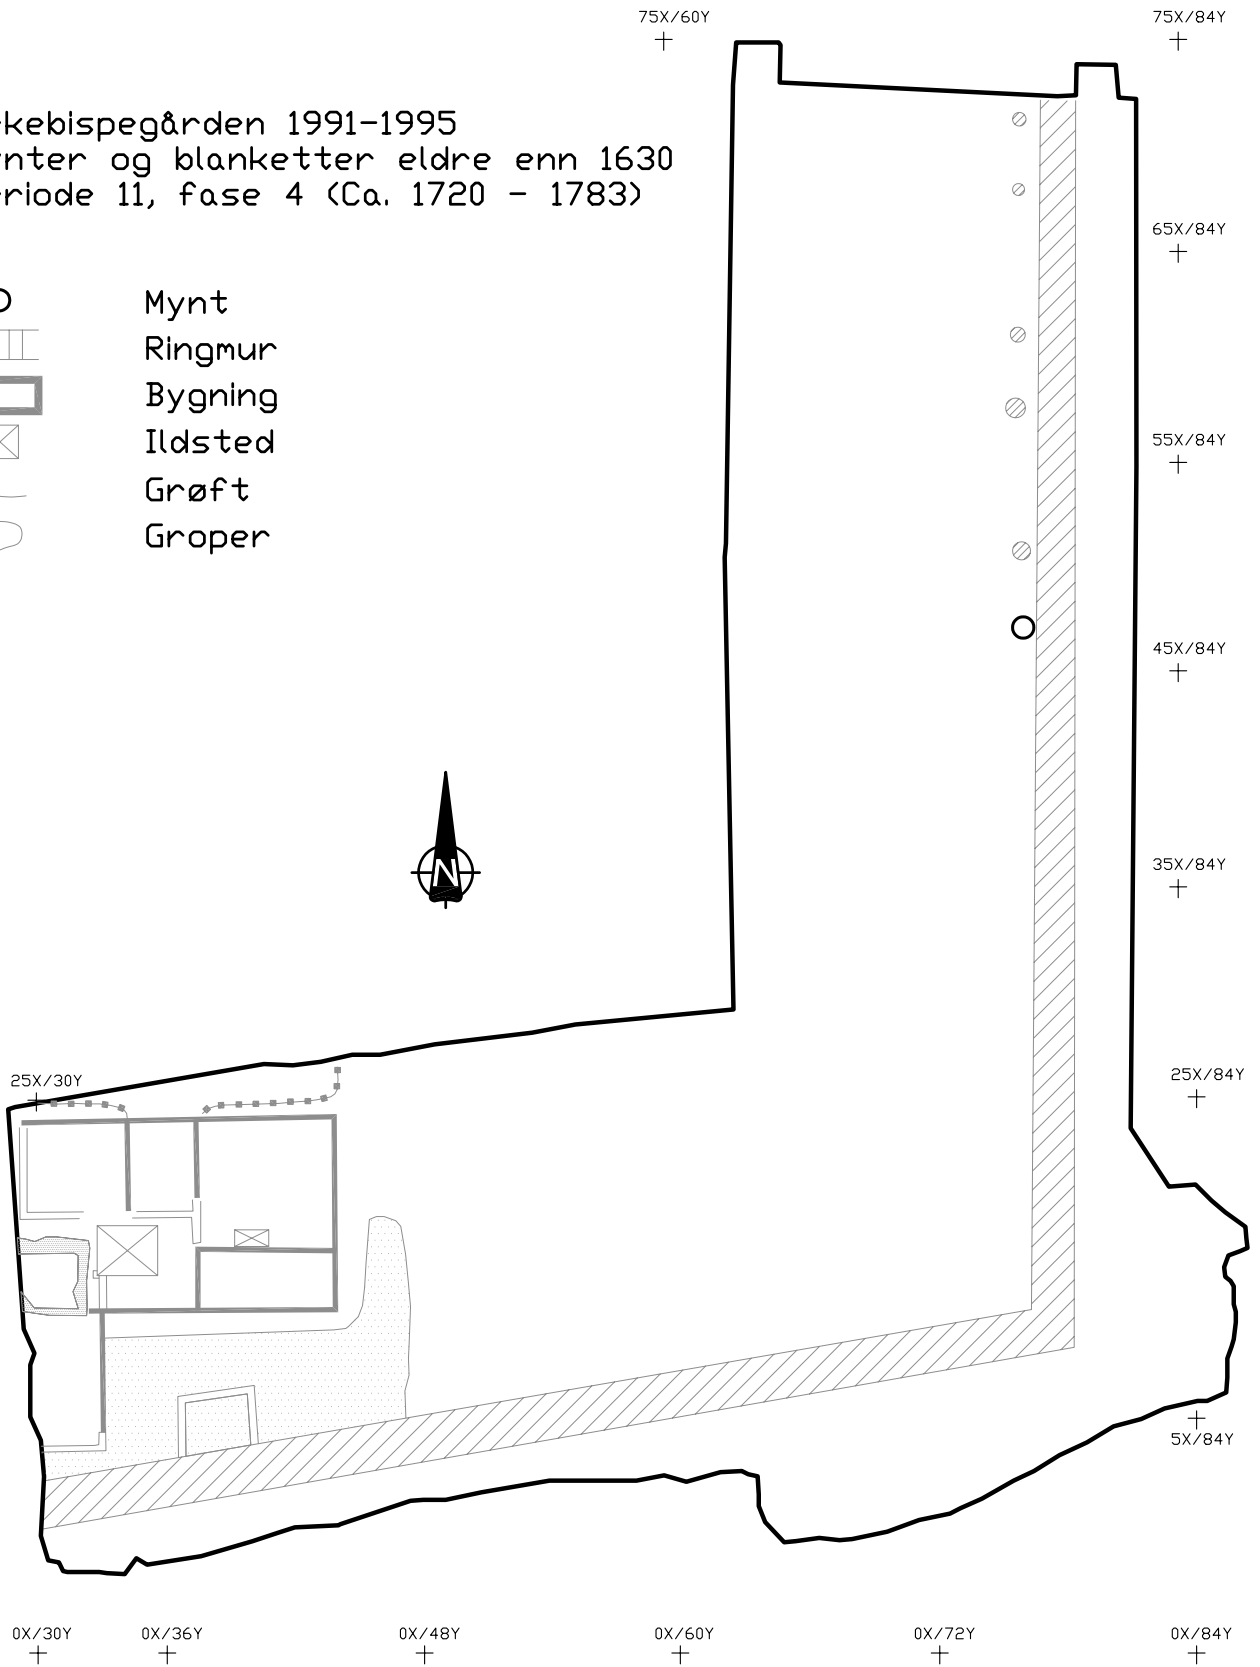 75X/60Y
75X/84Y
kebispegården 1991-1995
nter og blanketter eldre enn 1630
riode 11, fase 4 (Ca. 1720 - 1783)
65X/84Y
Mynt
Ringmur
Bygning
Ildsted
Grøft
Groper
55X/84Y
45X/84Y
N
35X/84Y
25X/30Y
25X/84Y
5X/84Y
0X/30Y
0X/36Y
0X/48Y
0X/60Y
0X/72Y
0X/84Y